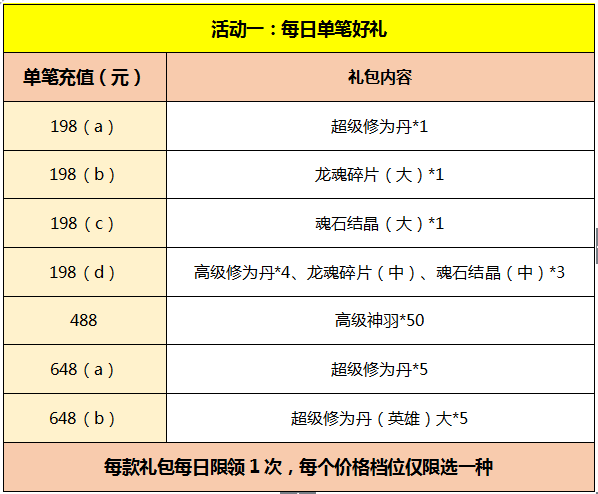 活动一：每日单笔好礼
单笔充值（元） 礼包内容
198（a） 超级修为丹*1
198（b） 龙魂碎片（大）*1
198（c） 魂石结晶（大）*1
198（d） 高级修为丹*4、龙魂碎片（中）、魂石结晶（中）*3
488 高级神羽*50
648（a） 超级修为丹*5
648（b） 超级修为丹（英雄）大*5
每款礼包每日限领1次，每个价格档位仅限选一种